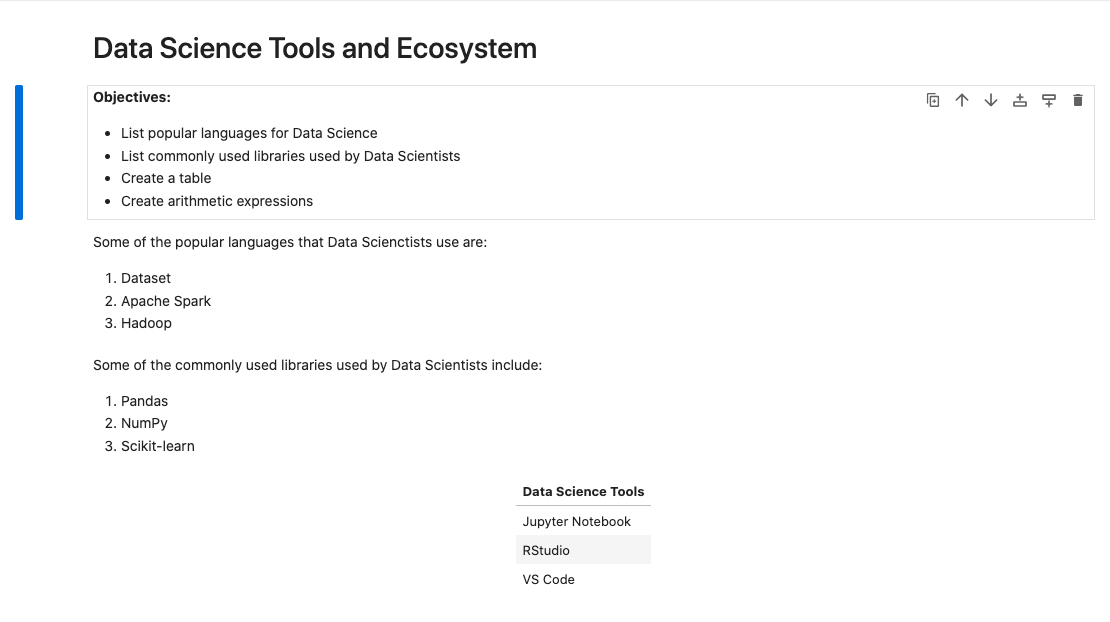 Data Science Tools and Ecosystem
Objectives:
List popular languages for Data Science
List commonly used libraries used by Data Scientists
Create a table
Create arithmetic expressions
Some of the popular languages that Data Scienctists use are:
1. Dataset
2. Apache Spark
3. Hadoop
Some of the commonly used libraries used by Data Scientists include:
1. Pandas
2. NumPy
3. Scikit-learn
Data Science Tools
Jupyter Notebook
RStudio
VS Code